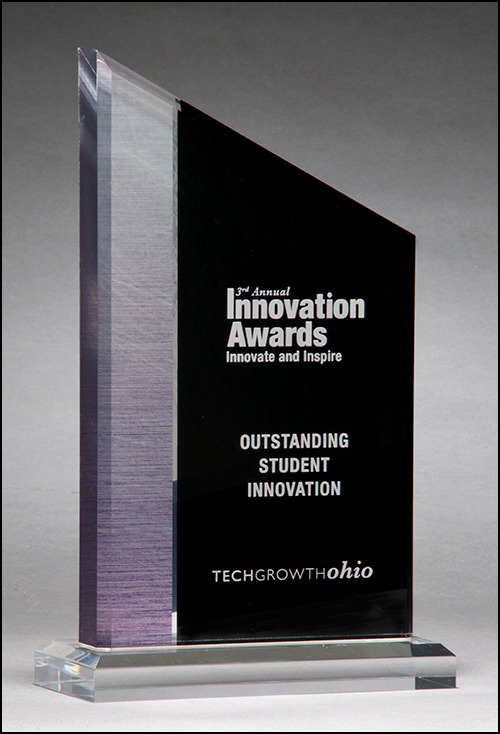 3rd Annual
Innovation
Awards
Innovate and Inspire
OUTSTANDING
STUDENT
INNOVATION
TECHGROWTHohio